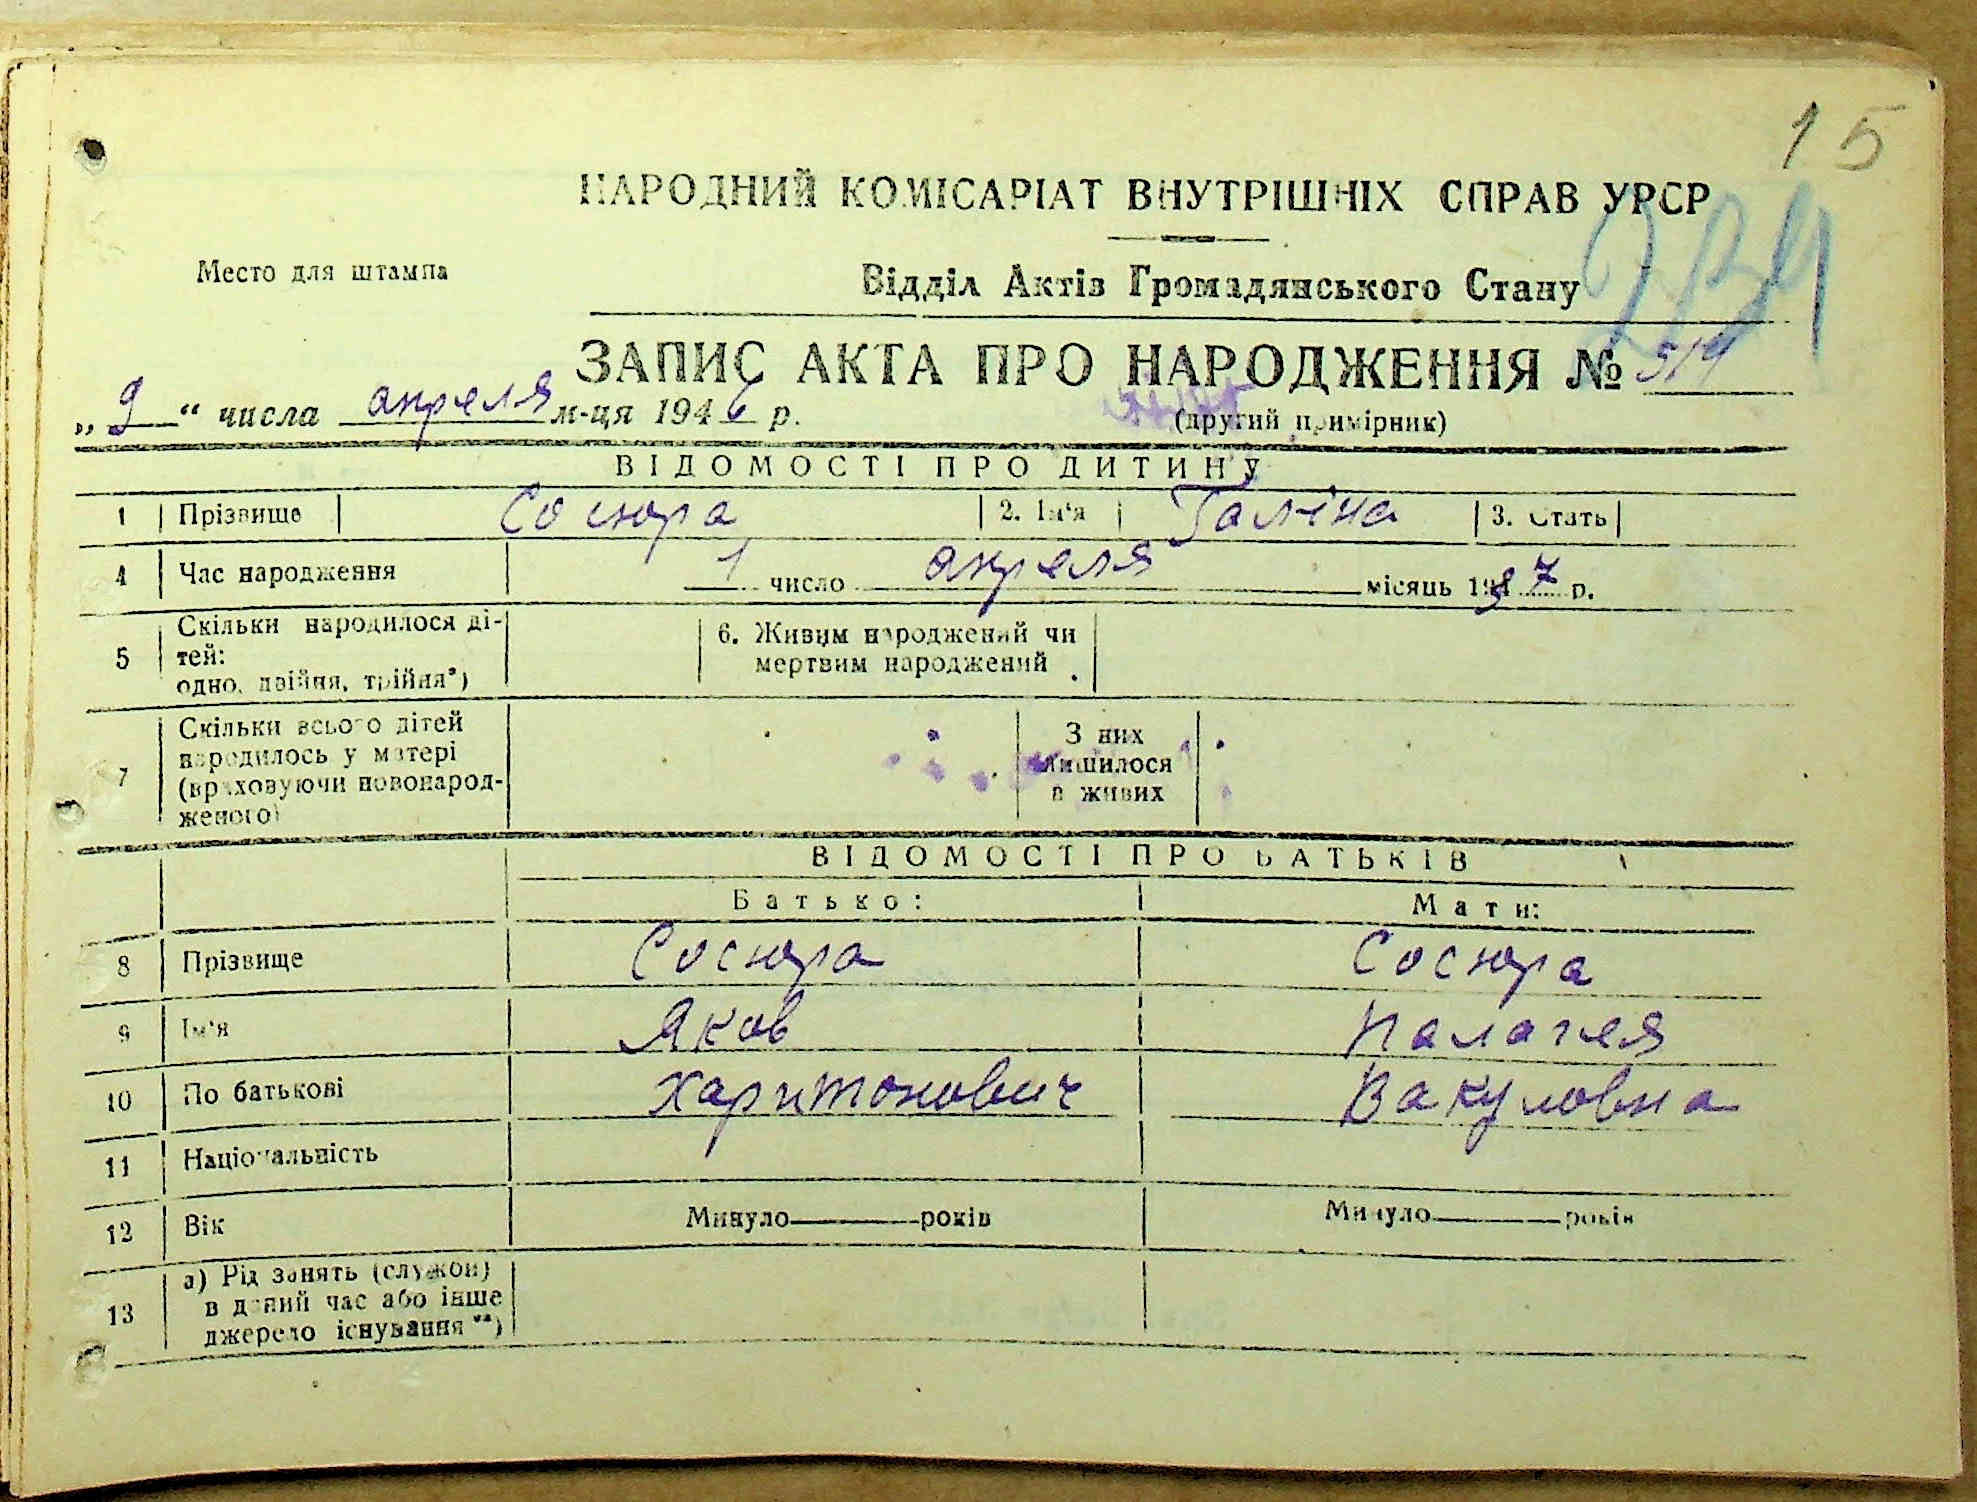 15
НАРОДНИЙ КОМІСАРІАТ ВНУТРІШНІХ СПРАВ УРСР
Место для штампа
Відділ Актів Громадянського Стану
ЗАПИС АКТА ПРО НАРОДЖЕННЯ № 514
„ 9 “ числа апреля м-ця 1946 р.
(другий примірник)
ВІДОМОСТІ ПРО ДИТИНУ
1 Прізвище Сосюра 2. Ім'я Галіна 3. Стать
4 Час народження 1 число апреля місяць 1937 р.
5 Скільки народилося ді-
тей:
одно, двійня, трійня*)
6. Живим народжений чи
мертвим народжений
7 Скільки всього дітей
народилось у матері
(враховуючи новонарод-
женого)
З них
лишилося
в живих
ВІДОМОСТІ ПРО БАТЬКІВ
Батько: Мати:
8 Прізвище Сосюра Сосюра
9 Ім'я Яков Палагея
10 По батькові Харитонович Вакуловна
11 Національність
12 Вік Минуло років Минуло років
13 а) Рід занять (служби)
в даний час або інше
джерело існування **)